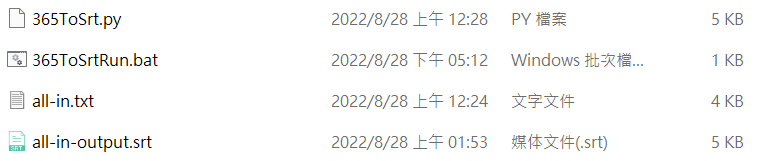 365ToSrt.py 2022/8/28 上午 12:28 PY 檔案 5 KB
365ToSrtRun.bat 2022/8/28 下午 05:12 Windows 批次檔... 1 KB
all-in.txt 2022/8/28 上午 12:24 文字文件 4 KB
all-in-output.srt 2022/8/28 上午 01:53 媒体文件(.srt) 5 KB